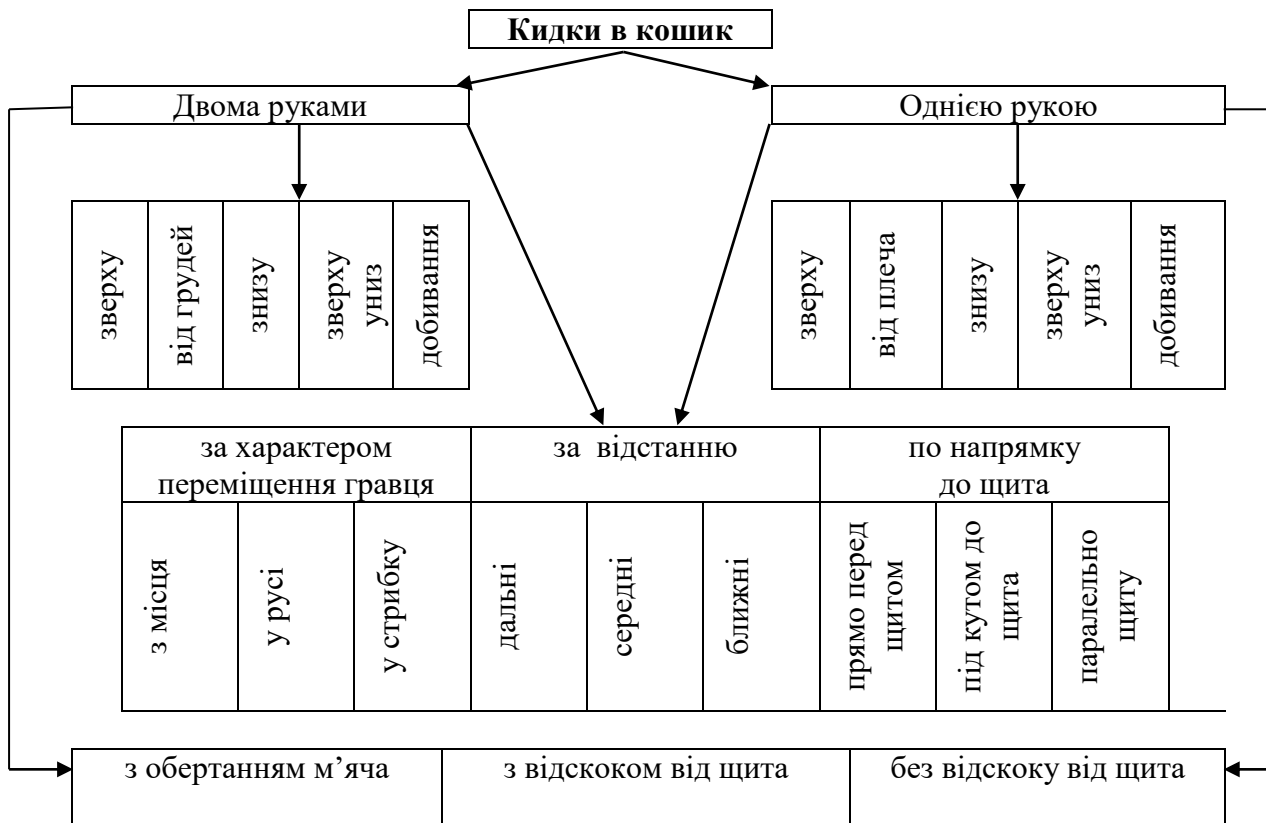 Кидки в кошик
Двома руками
Однією рукою
зверху
від грудей
знизу
зверху
униз
добивання
зверху
від плеча
знизу
зверху
униз
добивання
за характером
переміщення гравця
за відстанню
по напрямку
до щита
з місця
у русі
у стрибку
дальні
середні
ближні
прямо перед
щитом
під кутом до
щита
паралельно
щиту
з обертанням м’яча
з відскоком від щита
без відскоку від щита